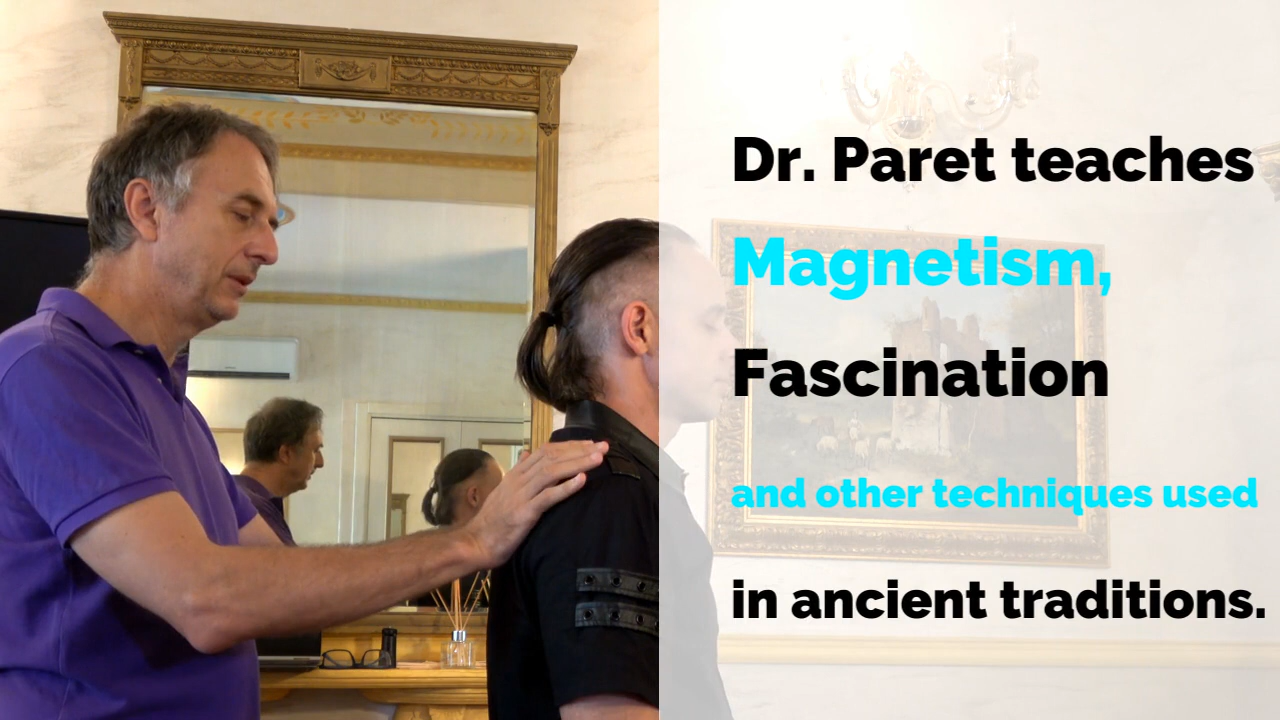 Dr. Paret teaches
Magnetism,
Fascination
and other techniques used
in ancient traditions.